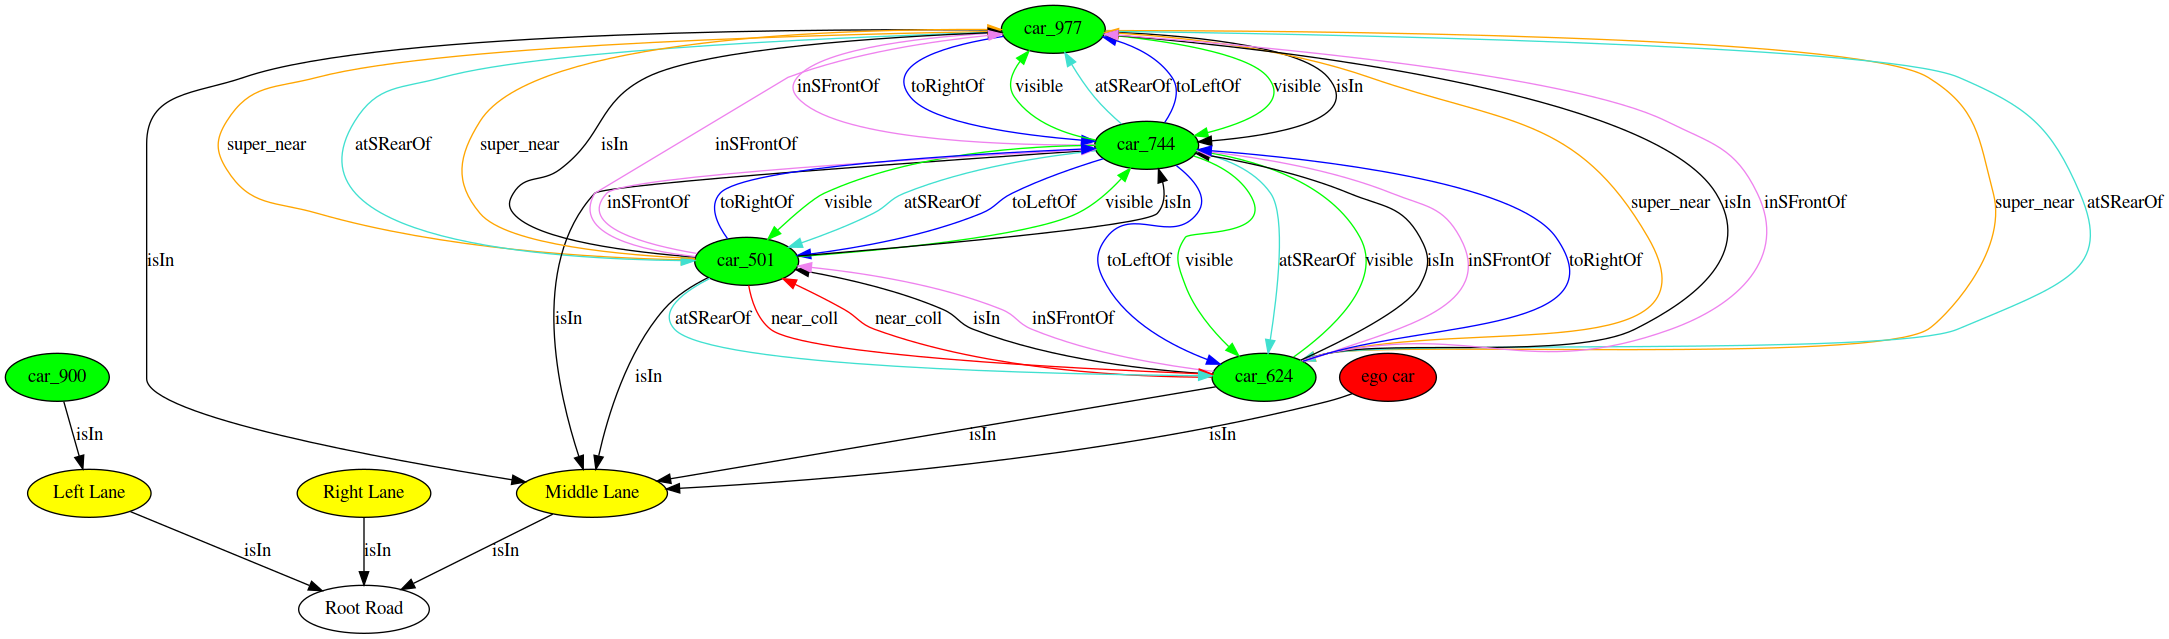 car_977
inSFrontOf
toRightOf
visible
atSRearOf
toLeftOf
visible
isIn
super_near
atSRearOf
super_near
isIn
inSFrontOf
car_744
inSFrontOf
toRightOf
visible
atSRearOf
toLeftOf
visible
isIn
super_near
isIn
inSFrontOf
super_near
atSRearOf
isIn
car_501
toLeftOf
visible
atSRearOf
visible
isIn
inSFrontOf
toRightOf
isIn
atSRearOf
near_coll
near_coll
isIn
inSFrontOf
car_900
isIn
car_624
ego car
isIn
isIn
isIn
Left Lane
Right Lane
Middle Lane
isIn
isIn
isIn
Root Road